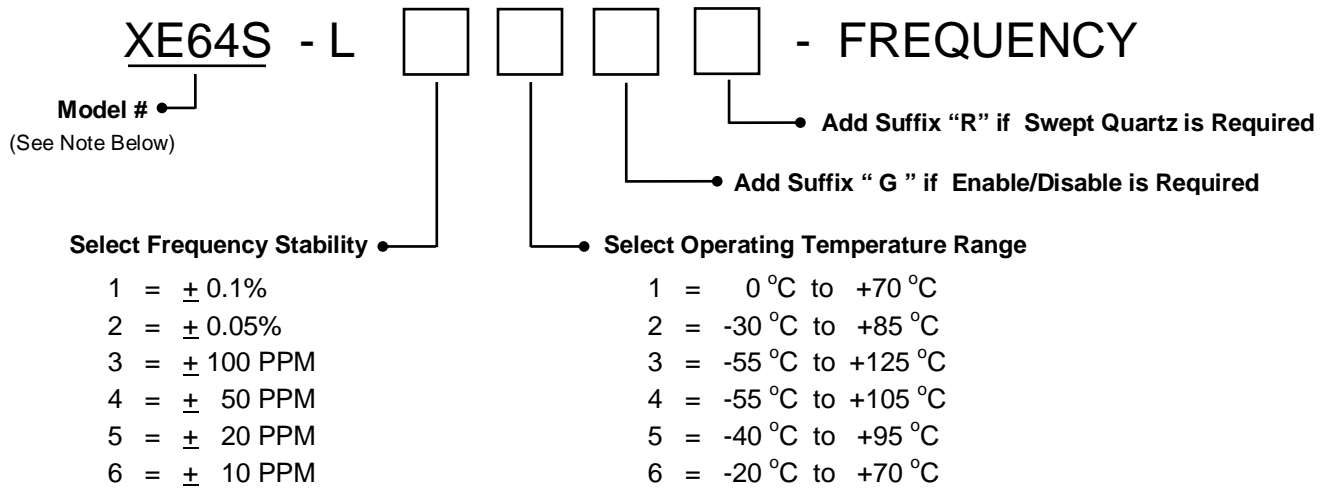 XE64S - L - FREQUENCY
Model #
(See Note Below)
Add Suffix “R” if Swept Quartz is Required
Add Suffix “ G ” if Enable/Disable is Required
Select Frequency Stability
1 = ± 0.1%
2 = ± 0.05%
3 = ± 100 PPM
4 = ± 50 PPM
5 = ± 20 PPM
6 = ± 10 PPM
Select Operating Temperature Range
1 = 0 °C to +70 °C
2 = -30 °C to +85 °C
3 = -55 °C to +125 °C
4 = -55 °C to +105 °C
5 = -40 °C to +95 °C
6 = -20 °C to +70 °C